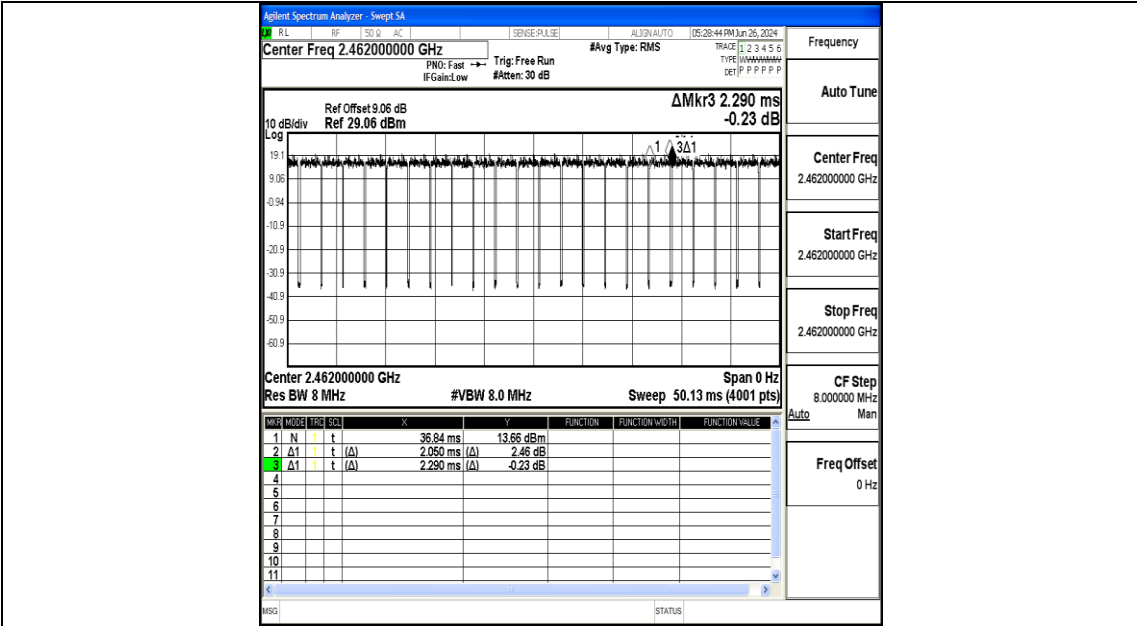 Agilent Spectrum Analyzer - Swept SA
RL RF 50 Ω AC SENSE:PULSE ALIGN AUTO 05:28:44 PM Jun 26, 2024
Center Freq 2.462000000 GHz
#Avg Type: RMS
TRACE 1 2 3 4 5 6
TYPE
DET P P P P P P
PNO: Fast
IFGain:Low
Trig: Free Run
#Atten: 30 dB
Frequency
Auto Tune
ΔMkr3 2.290 ms
-0.23 dB
Ref Offset 9.06 dB
10 dB/div Ref 29.06 dBm
Log
1 3Δ1
19.1
9.06
-0.94
-10.9
-20.9
-30.9
-40.9
-50.9
-60.9
Center Freq
2.462000000 GHz
Start Freq
2.462000000 GHz
Stop Freq
2.462000000 GHz
Center 2.462000000 GHz Span 0 Hz
Res BW 8 MHz #VBW 8.0 MHz Sweep 50.13 ms (4001 pts)
CF Step
8.000000 MHz
Auto Man
Freq Offset
0 Hz
MKR MODE TRC SCL X Y FUNCTION FUNCTION WIDTH FUNCTION VALUE
1 N 1 t 36.84 ms 13.66 dBm
2 Δ1 1 t (Δ) 2.050 ms (Δ) 2.46 dB
3 Δ1 1 t (Δ) 2.290 ms (Δ) -0.23 dB
4
5
6
7
8
9
10
11
MSG STATUS